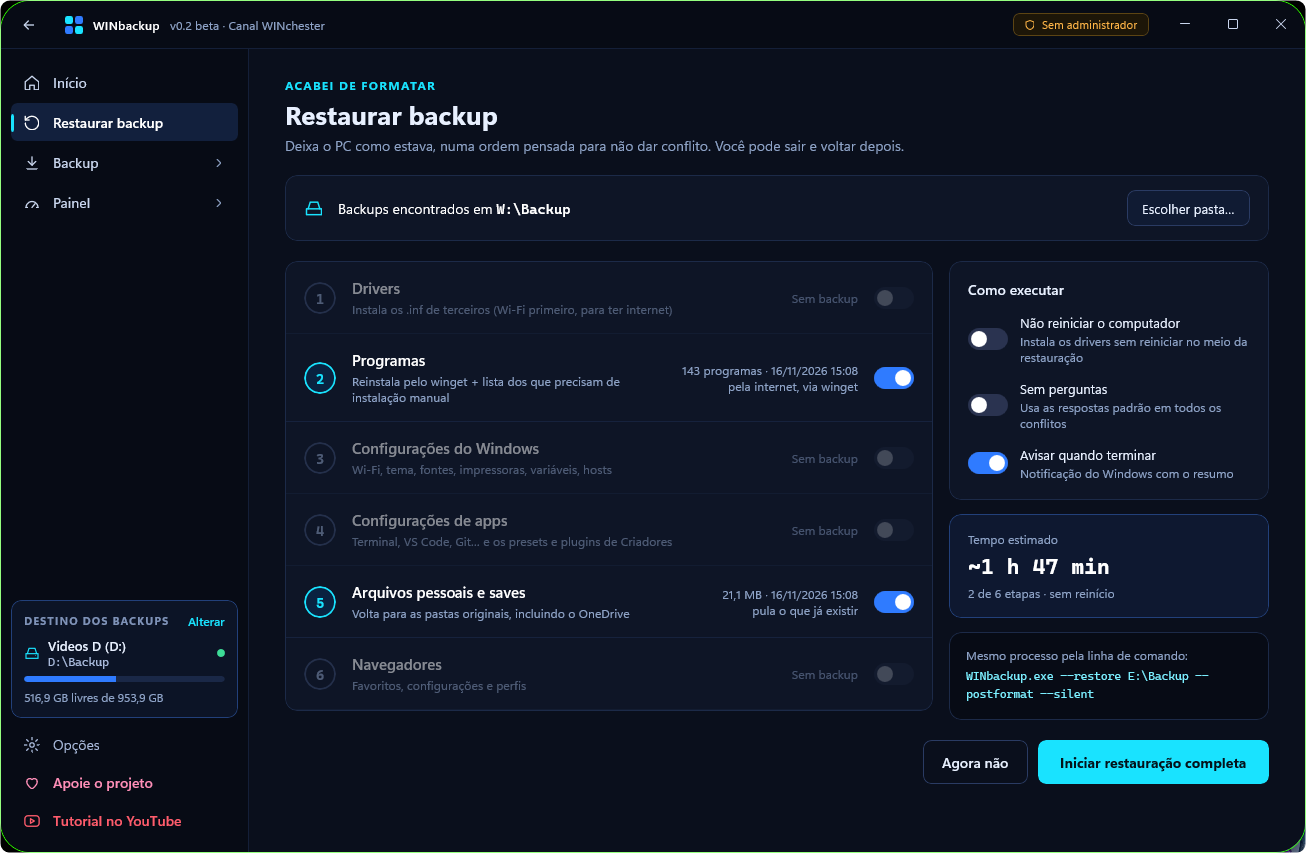 WINbackup v0.2 beta · Canal WINchester
Sem administrador
Início
Restaurar backup
Backup
Painel
DESTINO DOS BACKUPS Alterar
Videos D (D:)
D:\Backup
516,9 GB livres de 953,9 GB
Opções
Apoie o projeto
Tutorial no YouTube
ACABEI DE FORMATAR
Restaurar backup
Deixa o PC como estava, numa ordem pensada para não dar conflito. Você pode sair e voltar depois.
Backups encontrados em W:\Backup
Escolher pasta...
1
Drivers
Instala os .inf de terceiros (Wi-Fi primeiro, para ter internet)
Sem backup
2
Programas
Reinstala pelo winget + lista dos que precisam de
instalação manual
143 programas · 16/11/2026 15:08
pela internet, via winget
3
Configurações do Windows
Wi-Fi, tema, fontes, impressoras, variáveis, hosts
Sem backup
4
Configurações de apps
Terminal, VS Code, Git... e os presets e plugins de Criadores
Sem backup
5
Arquivos pessoais e saves
Volta para as pastas originais, incluindo o OneDrive
21,1 MB · 16/11/2026 15:08
pula o que já existir
6
Navegadores
Favoritos, configurações e perfis
Sem backup
Como executar
Não reiniciar o computador
Instala os drivers sem reiniciar no meio da
restauração
Sem perguntas
Usa as respostas padrão em todos os
conflitos
Avisar quando terminar
Notificação do Windows com o resumo
Tempo estimado
~1 h 47 min
2 de 6 etapas · sem reinício
Mesmo processo pela linha de comando:
WINbackup.exe --restore E:\Backup --
postformat --silent
Agora não
Iniciar restauração completa